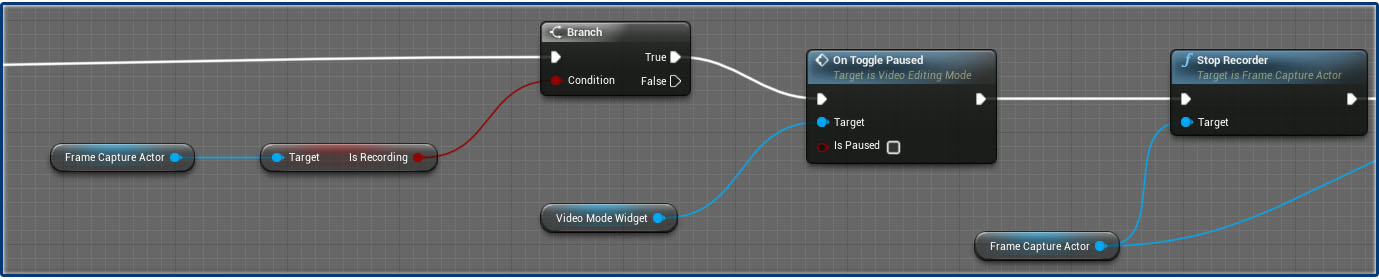 Branch
True
Condition
False
Frame Capture Actor
Target
Is Recording
Video Mode Widget
On Toggle Paused
Target is Video Editing Mode
Target
Is Paused
Stop Recorder
Target is Frame Capture Actor
Target
Frame Capture Actor